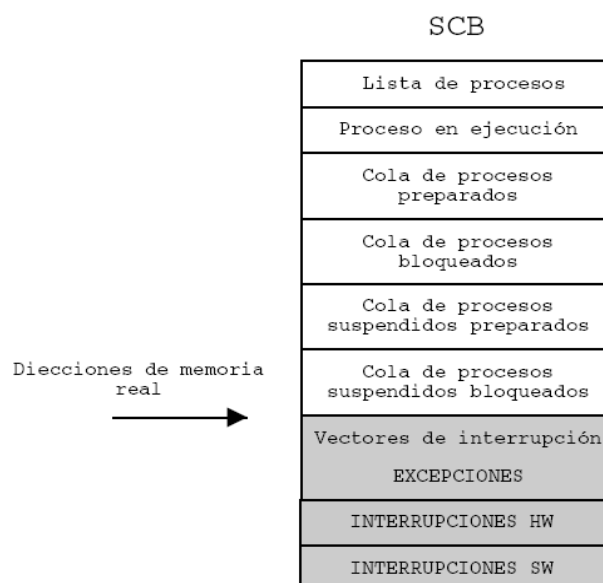 SCB
Lista de procesos
Proceso en ejecución
Cola de procesos
preparados
Cola de procesos
bloqueados
Cola de procesos
suspendidos preparados
Diecciones de memoria
real
Cola de procesos
suspendidos bloqueados
Vectores de interrupción
EXCEPCIONES
INTERRUPCIONES HW
INTERRUPCIONES SW